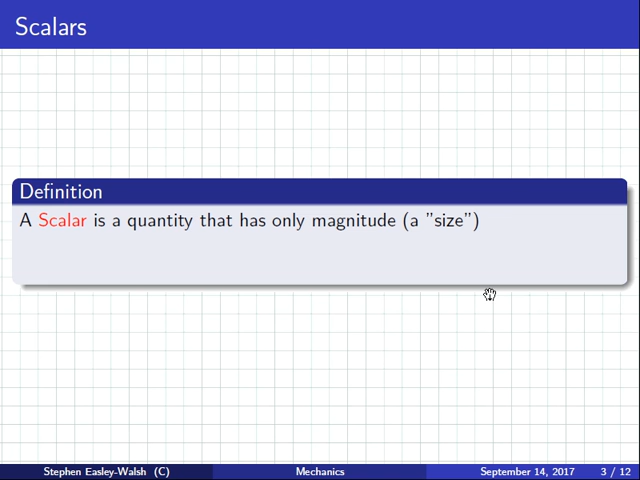 Scalars
Definition
A Scalar is a quantity that has only magnitude (a ”size”)
Stephen Easley-Walsh (C) Mechanics September 14, 2017 3 / 12